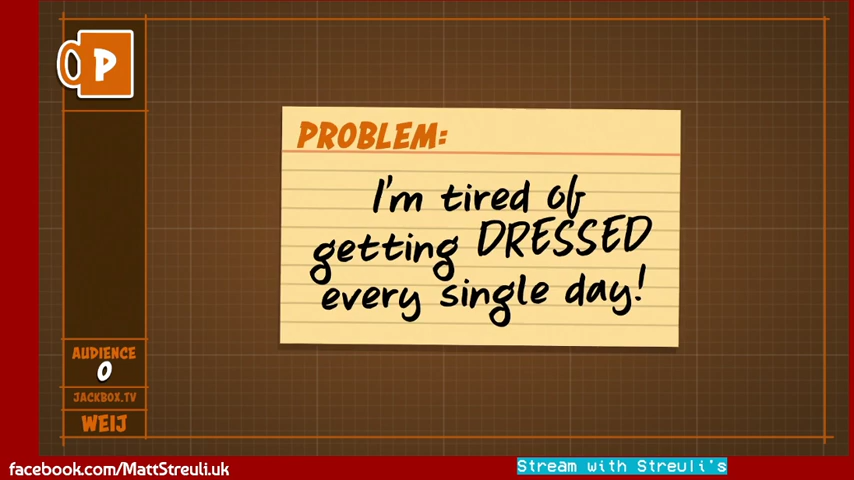 P
PROBLEM:
I'm tired of
getting DRESSED
every single day!
AUDIENCE
0
JACKBOX.TV
WEIJ
facebook.com/MattStreuli.uk
Stream with Streuli's